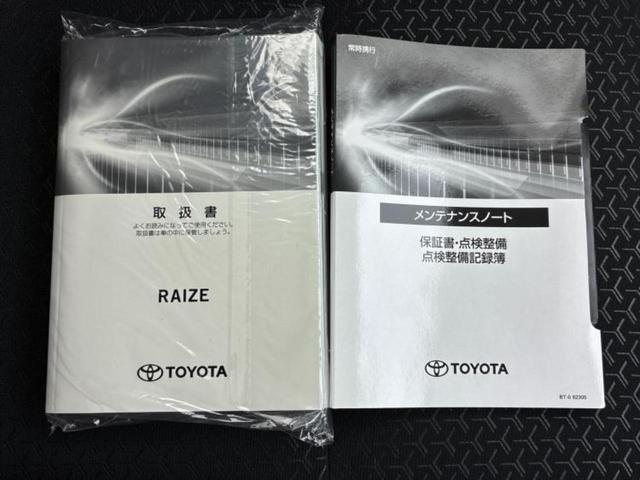 取扱書
よくお読みになってご使用ください。
取扱書は車の中に保管しましょう。
RAIZE
TOYOTA
常時携行
メンテナンスノート
保証書・点検整備
点検整備記録簿
TOYOTA
BT-0 62305